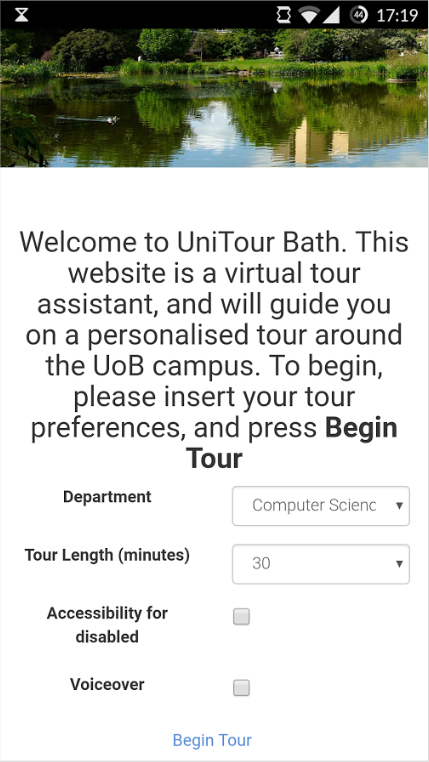 44 17:19
Welcome to UniTour Bath. This
website is a virtual tour
assistant, and will guide you
on a personalised tour around
the UoB campus. To begin,
please insert your tour
preferences, and press Begin
Tour
Department
Computer Scienc
Tour Length (minutes)
30
Accessibility for
disabled
Voiceover
Begin Tour